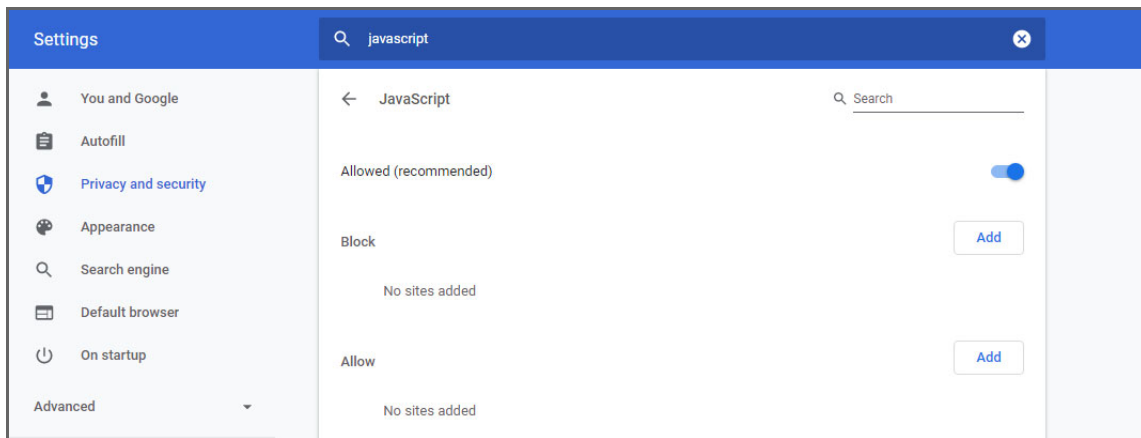 Settings
javascript
You and Google
Autofill
Privacy and security
Appearance
Search engine
Default browser
On startup
Advanced
JavaScript
Search
Allowed (recommended)
Block
Add
No sites added
Allow
Add
No sites added